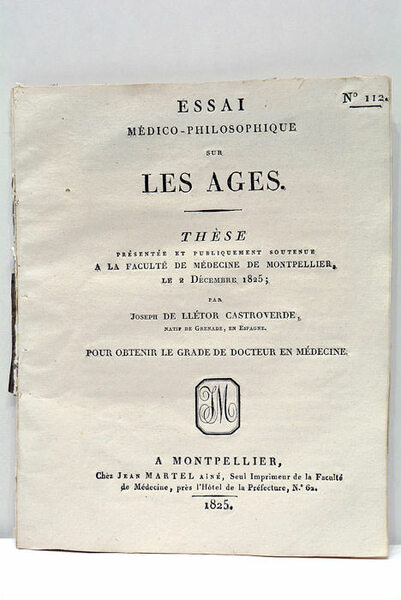 N° 112.
ESSAI
MÉDICO-PHILOSOPHIQUE
SUR
LES AGES.
THÈSE
PRÉSENTÉE ET PUBLIQUEMENT SOUTENUE
A LA FACULTÉ DE MÉDECINE DE MONTPELLIER,
LE 2 DÉCEMBRE 1825;
PAR
JOSEPH DE LLÉTOR CASTROVERDE,
NATIF DE GRENADE, EN ESPAGNE.
POUR OBTENIR LE GRADE DE DOCTEUR EN MÉDECINE.
JM
A MONTPELLIER,
Chèz JEAN MARTEL AÎNÉ, Seul Imprimeur de la Faculté
de Médecine, près l'Hôtel de la Préfecture, N.° 62.
1825.